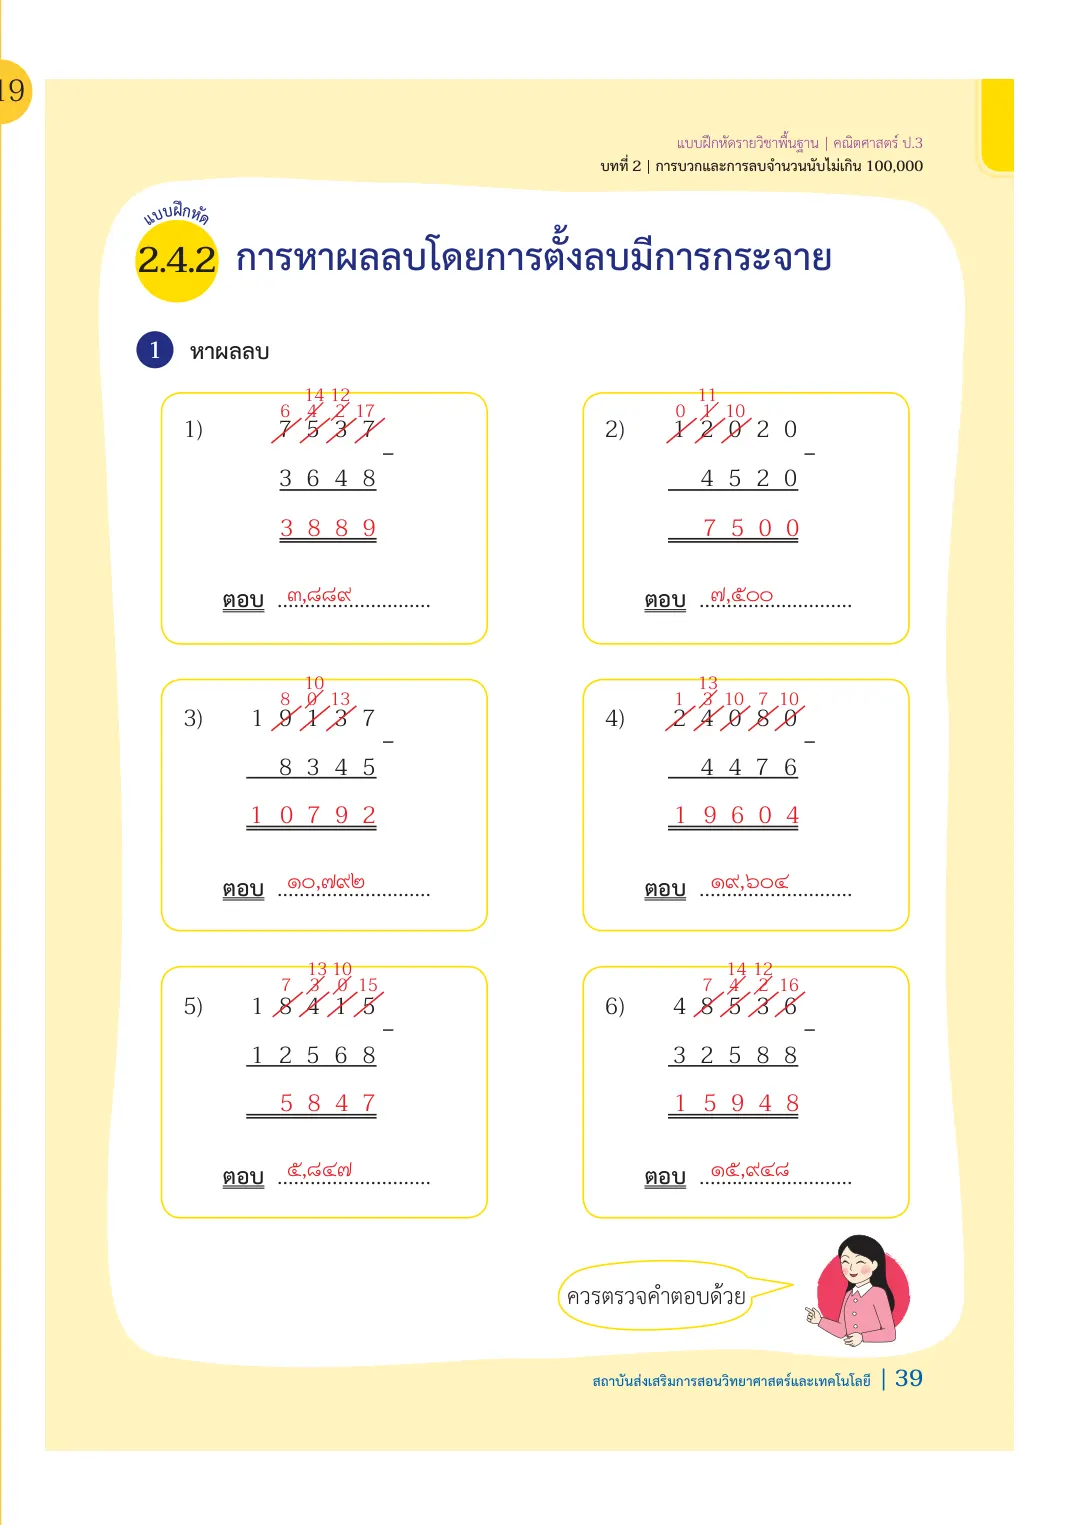 19
แบบฝึกหัดรายวิชาพื้นฐาน | คณิตศาสตร์ ป.3
บทที่ 2 | การบวกและการลบจำนวนนับไม่เกิน 100,000
แบบฝึกหัด
2.4.2 การหาผลลบโดยการตั้งลบมีการกระจาย
1 หาผลลบ
14 12
6 4 2 17
1) 7 5 3 7 –
3 6 4 8
3 8 8 9
ตอบ ๓,๘๘๙
11
0 1 10
2) 1 2 0 2 0 –
4 5 2 0
7 5 0 0
ตอบ ๗,๕๐๐
10
8 0 13
3) 1 9 1 3 7 –
8 3 4 5
1 0 7 9 2
ตอบ ๑๐,๗๙๒
13
1 3 10 7 10
4) 2 4 0 8 0 –
4 4 7 6
1 9 6 0 4
ตอบ ๑๙,๖๐๔
13 10
7 3 0 15
5) 1 8 4 1 5 –
1 2 5 6 8
5 8 4 7
ตอบ ๕,๘๔๗
14 12
7 4 2 16
6) 4 8 5 3 6 –
3 2 5 8 8
1 5 9 4 8
ตอบ ๑๕,๙๔๘
ควรตรวจคำตอบด้วย
สถาบันส่งเสริมการสอนวิทยาศาสตร์และเทคโนโลยี | 39